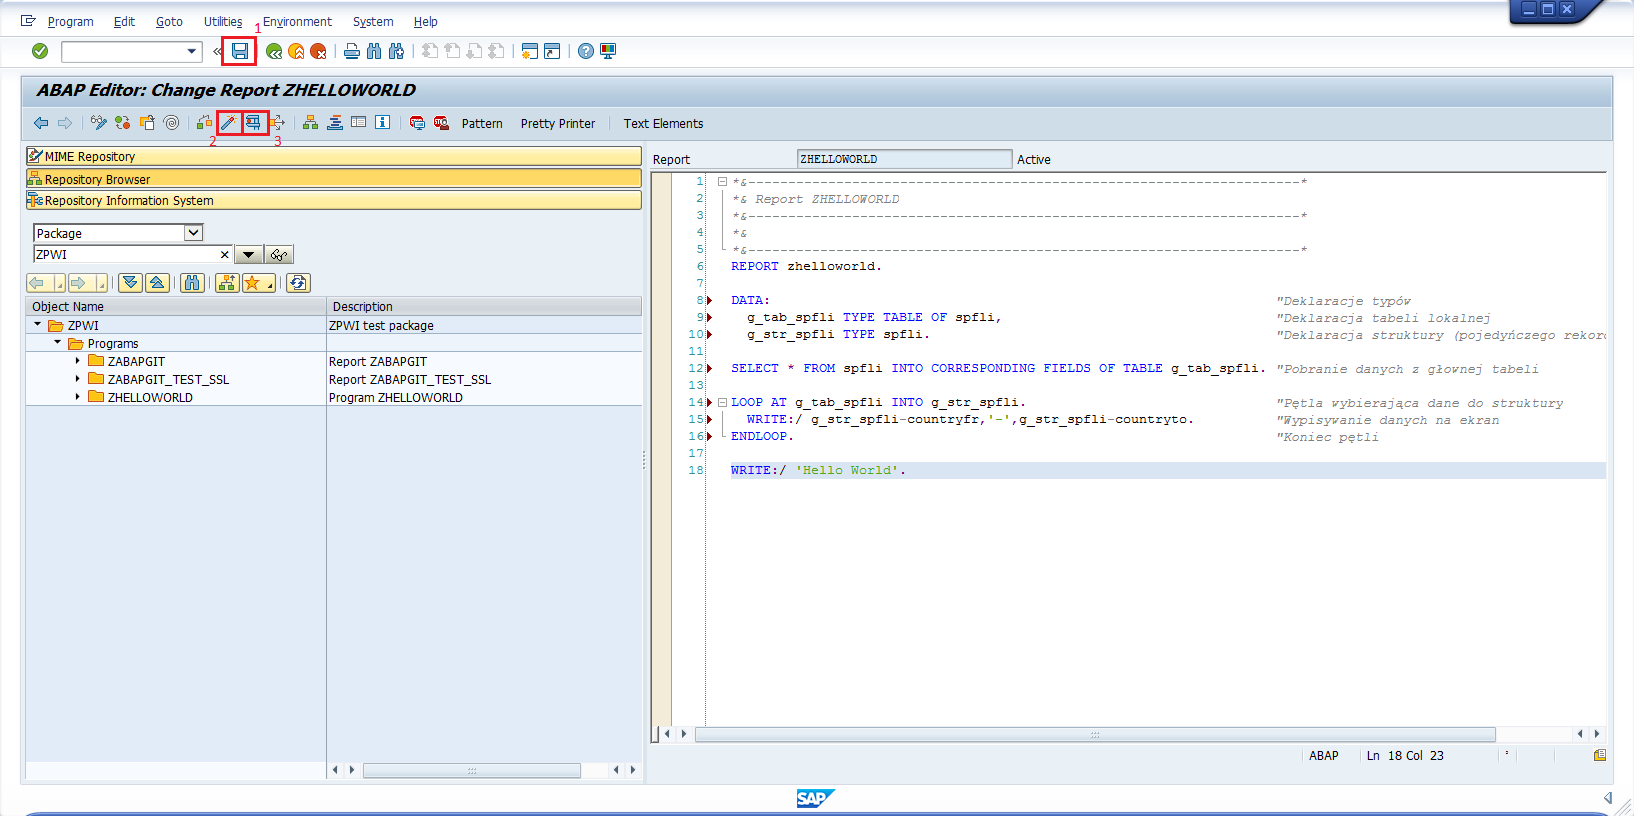 Program Edit Goto Utilities Environment System Help
1
ABAP Editor: Change Report ZHELLOWORLD
Pattern Pretty Printer Text Elements
2 3
MIME Repository
Repository Browser
Repository Information System
Package
ZPWI
Object Name Description
ZPWI ZPWI test package
Programs
ZABAPGIT Report ZABAPGIT
ZABAPGIT_TEST_SSL Report ZABAPGIT_TEST_SSL
ZHELLOWORLD Program ZHELLOWORLD
Report ZHELLOWORLD Active
1 *&---------------------------------------------------------------------*
2 *& Report ZHELLOWORLD
3 *&---------------------------------------------------------------------*
4 *&
5 *&---------------------------------------------------------------------*
6 REPORT zhelloworld.
7
8 DATA: "Deklaracje typów
9 g_tab_spfli TYPE TABLE OF spfli, "Deklaracja tabeli lokalnej
10 g_str_spfli TYPE spfli. "Deklaracja struktury (pojedyńczego rekord
11
12 SELECT * FROM spfli INTO CORRESPONDING FIELDS OF TABLE g_tab_spfli. "Pobranie danych z głownej tabeli
13
14 LOOP AT g_tab_spfli INTO g_str_spfli. "Pętla wybierająca dane do struktury
15 WRITE:/ g_str_spfli-countryfr,'-',g_str_spfli-countryto. "Wypisywanie danych na ekran
16 ENDLOOP. "Koniec pętli
17
18 WRITE:/ 'Hello World'.
ABAP Ln 18 Col 23
SAP